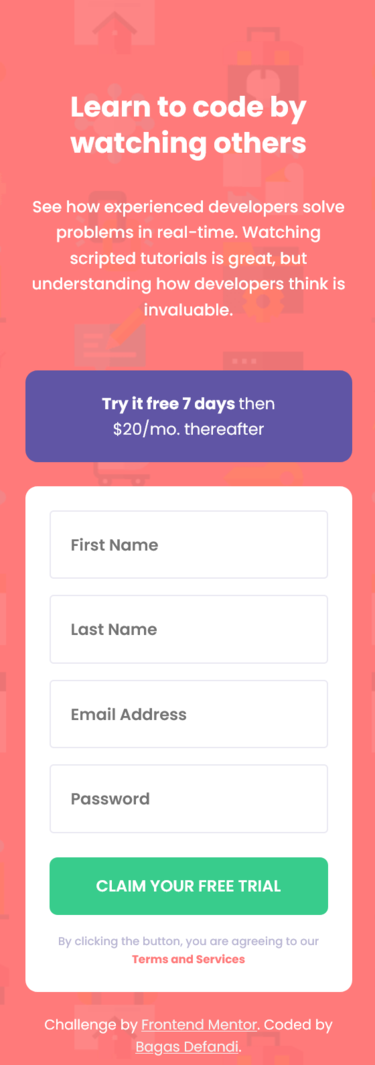 Learn to code by
watching others
See how experienced developers solve
problems in real-time. Watching
scripted tutorials is great, but
understanding how developers think is
invaluable.
Try it free 7 days then
$20/mo. thereafter
First Name
Last Name
Email Address
Password
CLAIM YOUR FREE TRIAL
By clicking the button, you are agreeing to our
Terms and Services
Challenge by Frontend Mentor. Coded by
Bagas Defandi.